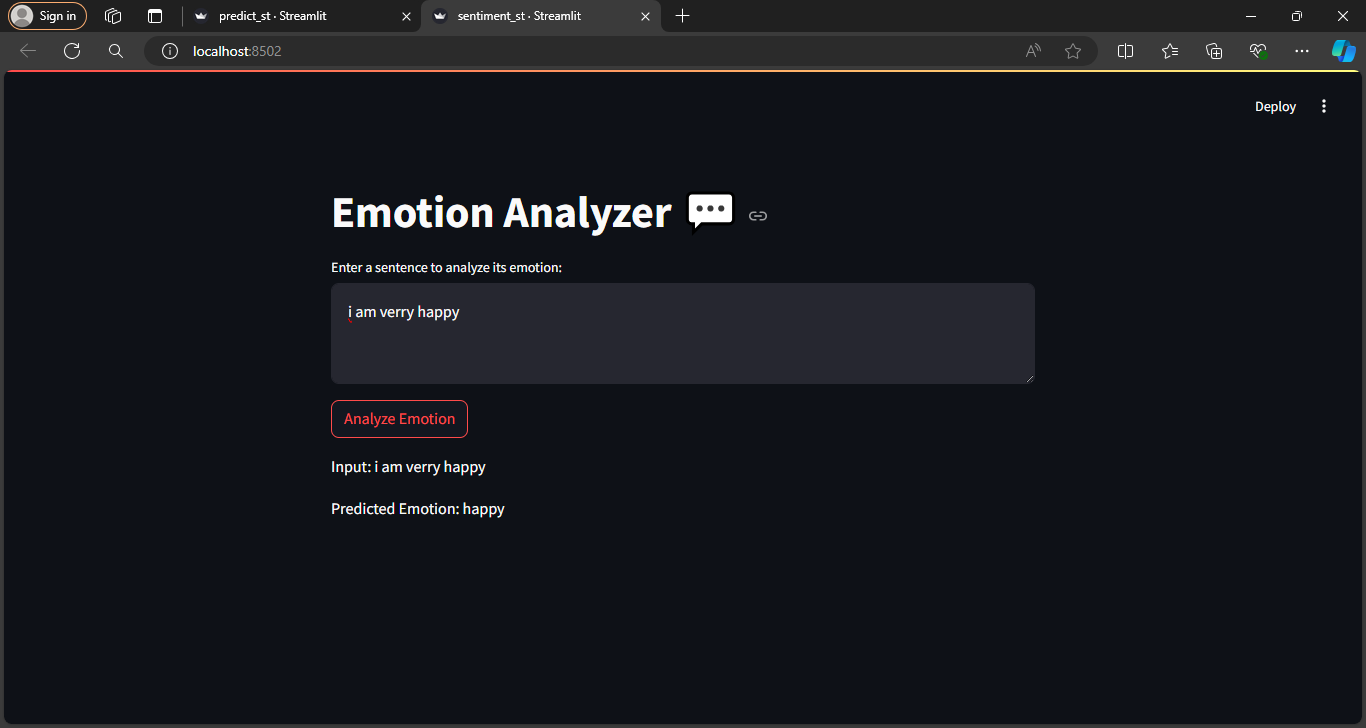 Sign in
predict_st · Streamlit
sentiment_st · Streamlit
localhost:8502
Deploy
Emotion Analyzer
Enter a sentence to analyze its emotion:
i am verry happy
Analyze Emotion
Input: i am verry happy
Predicted Emotion: happy